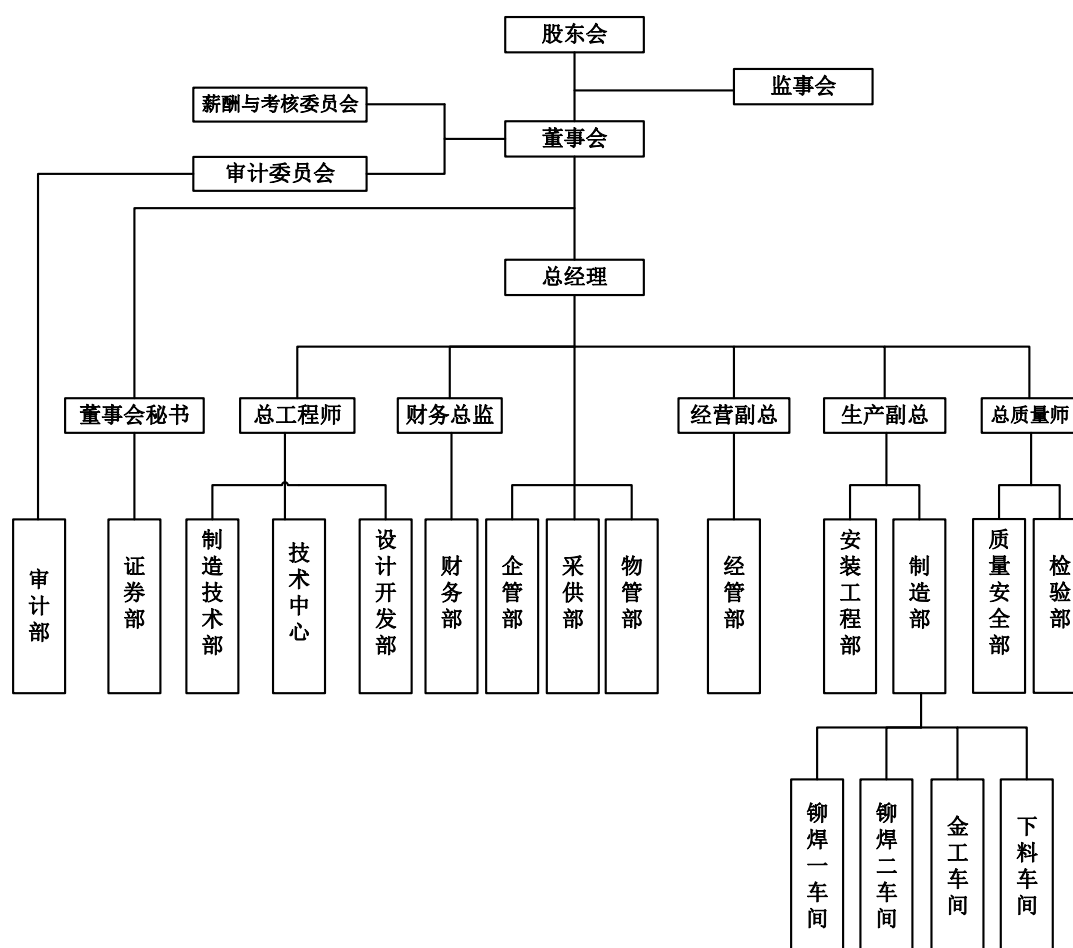 股东会
监事会
薪酬与考核委员会
董事会
审计委员会
总经理
董事会秘书
总工程师
财务总监
经营副总
生产副总
总质量师
审计部
证券部
制造技术部
技术中心
设计开发部
财务部
企管部
采供部
物管部
经管部
安装工程部
制造部
质量安全部
检验部
铆焊一车间
铆焊二车间
金工车间
下料车间